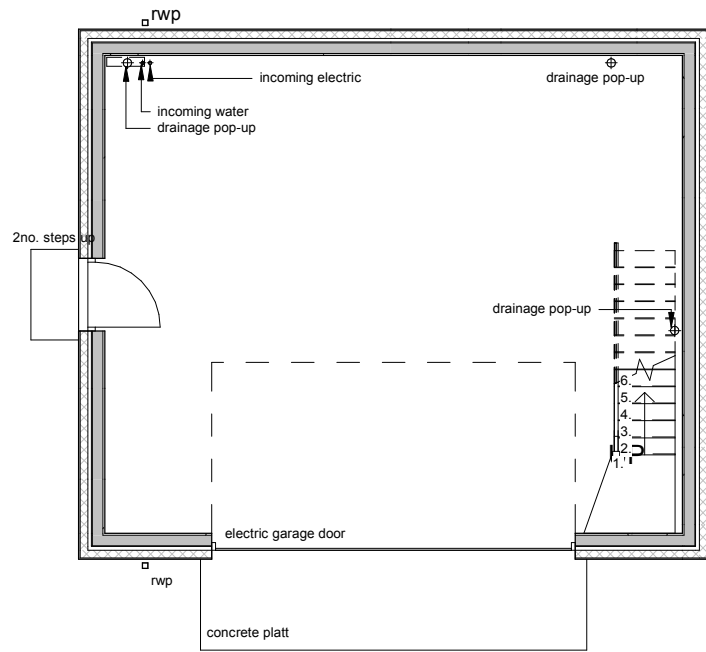 rwp
incoming electric
drainage pop-up
incoming water
drainage pop-up
2no. steps up
drainage pop-up
6.
5.
4.
3.
2.
1.
electric garage door
rwp
concrete platt